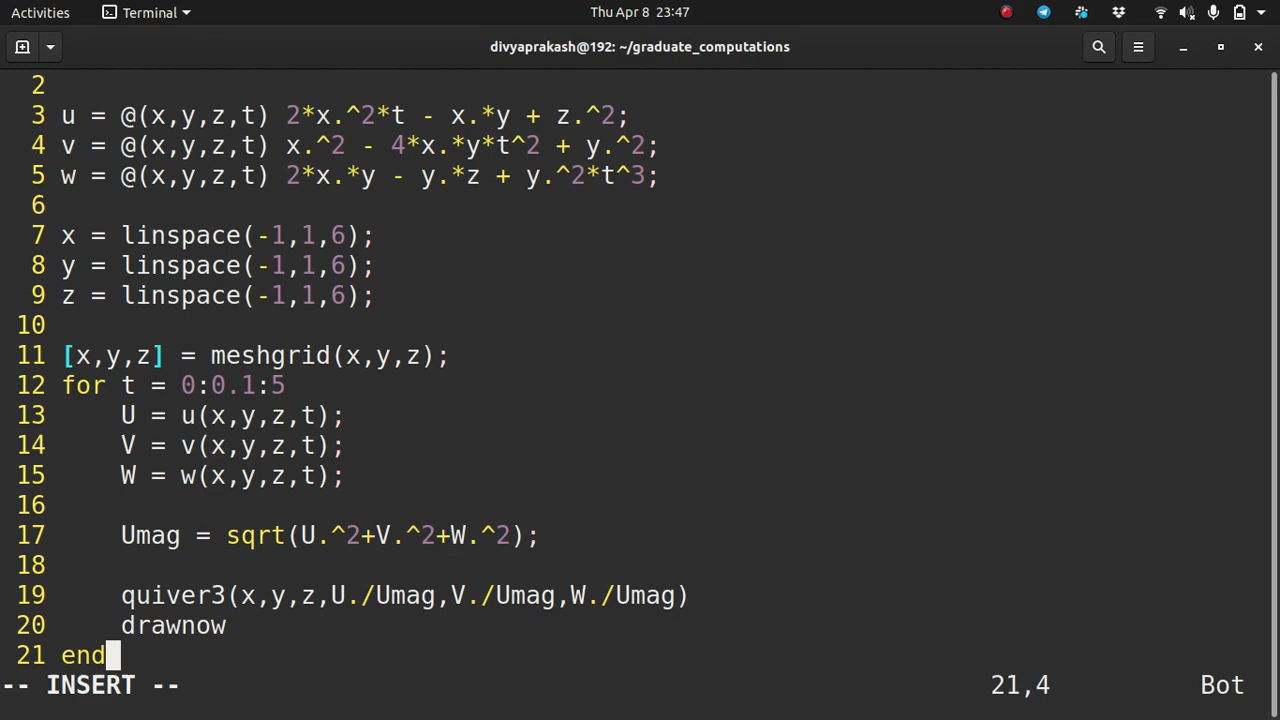 Activities Terminal Thu Apr 8 23:47
divyaprakash@192: ~/graduate_computations
2
3 u = @(x,y,z,t) 2*x.^2*t - x.*y + z.^2;
4 v = @(x,y,z,t) x.^2 - 4*x.*y*t^2 + y.^2;
5 w = @(x,y,z,t) 2*x.*y - y.*z + y.^2*t^3;
6
7 x = linspace(-1,1,6);
8 y = linspace(-1,1,6);
9 z = linspace(-1,1,6);
10
11 [x,y,z] = meshgrid(x,y,z);
12 for t = 0:0.1:5
13 U = u(x,y,z,t);
14 V = v(x,y,z,t);
15 W = w(x,y,z,t);
16
17 Umag = sqrt(U.^2+V.^2+W.^2);
18
19 quiver3(x,y,z,U./Umag,V./Umag,W./Umag)
20 drawnow
21 end
-- INSERT -- 21,4 Bot